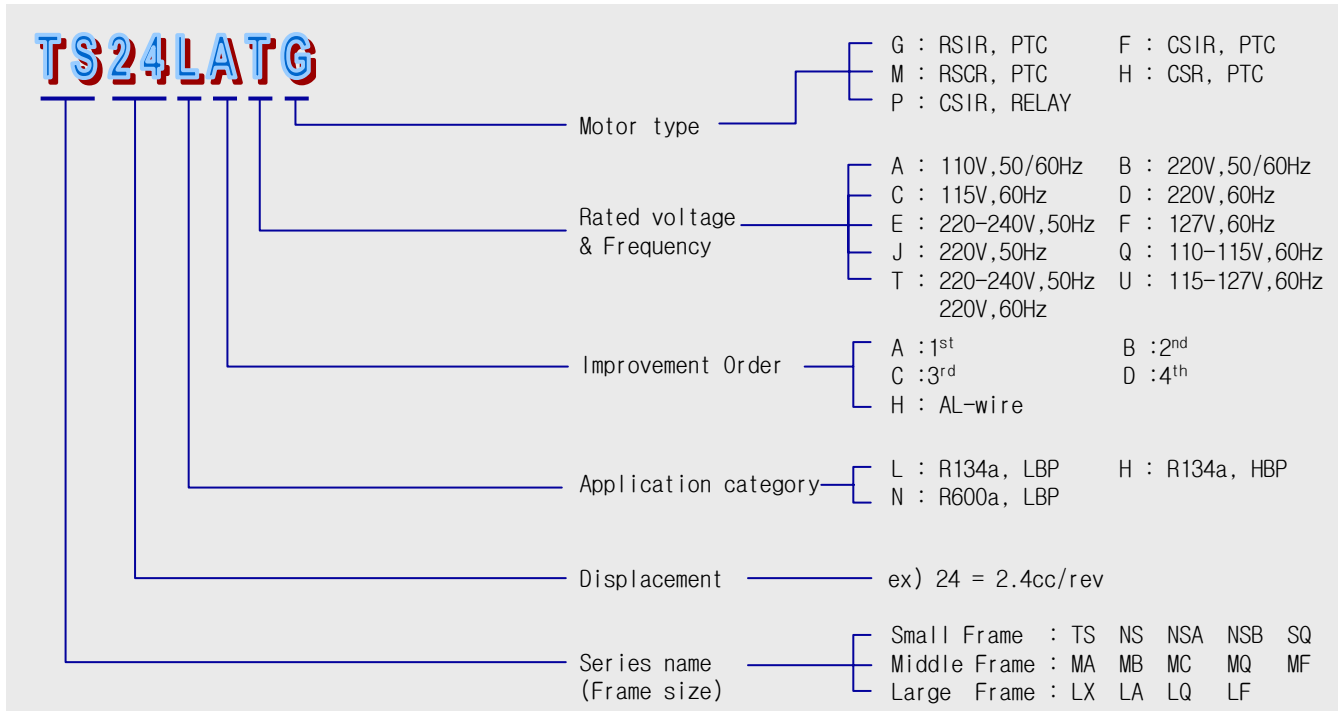 TS24LATG
G : RSIR, PTC F : CSIR, PTC
M : RSCR, PTC H : CSR, PTC
P : CSIR, RELAY
Motor type
A : 110V,50/60Hz B : 220V,50/60Hz
C : 115V,60Hz D : 220V,60Hz
Rated voltage
E : 220-240V,50Hz F : 127V,60Hz
& Frequency
J : 220V,50Hz Q : 110-115V,60Hz
T : 220-240V,50Hz U : 115-127V,60Hz
220V,60Hz
A :1st B :2nd
Improvement Order
C :3rd D :4th
H : AL-wire
L : R134a, LBP H : R134a, HBP
Application category
N : R600a, LBP
Displacement ex) 24 = 2.4cc/rev
Small Frame : TS NS NSA NSB SQ
Series name Middle Frame : MA MB MC MQ MF
(Frame size) Large Frame : LX LA LQ LF